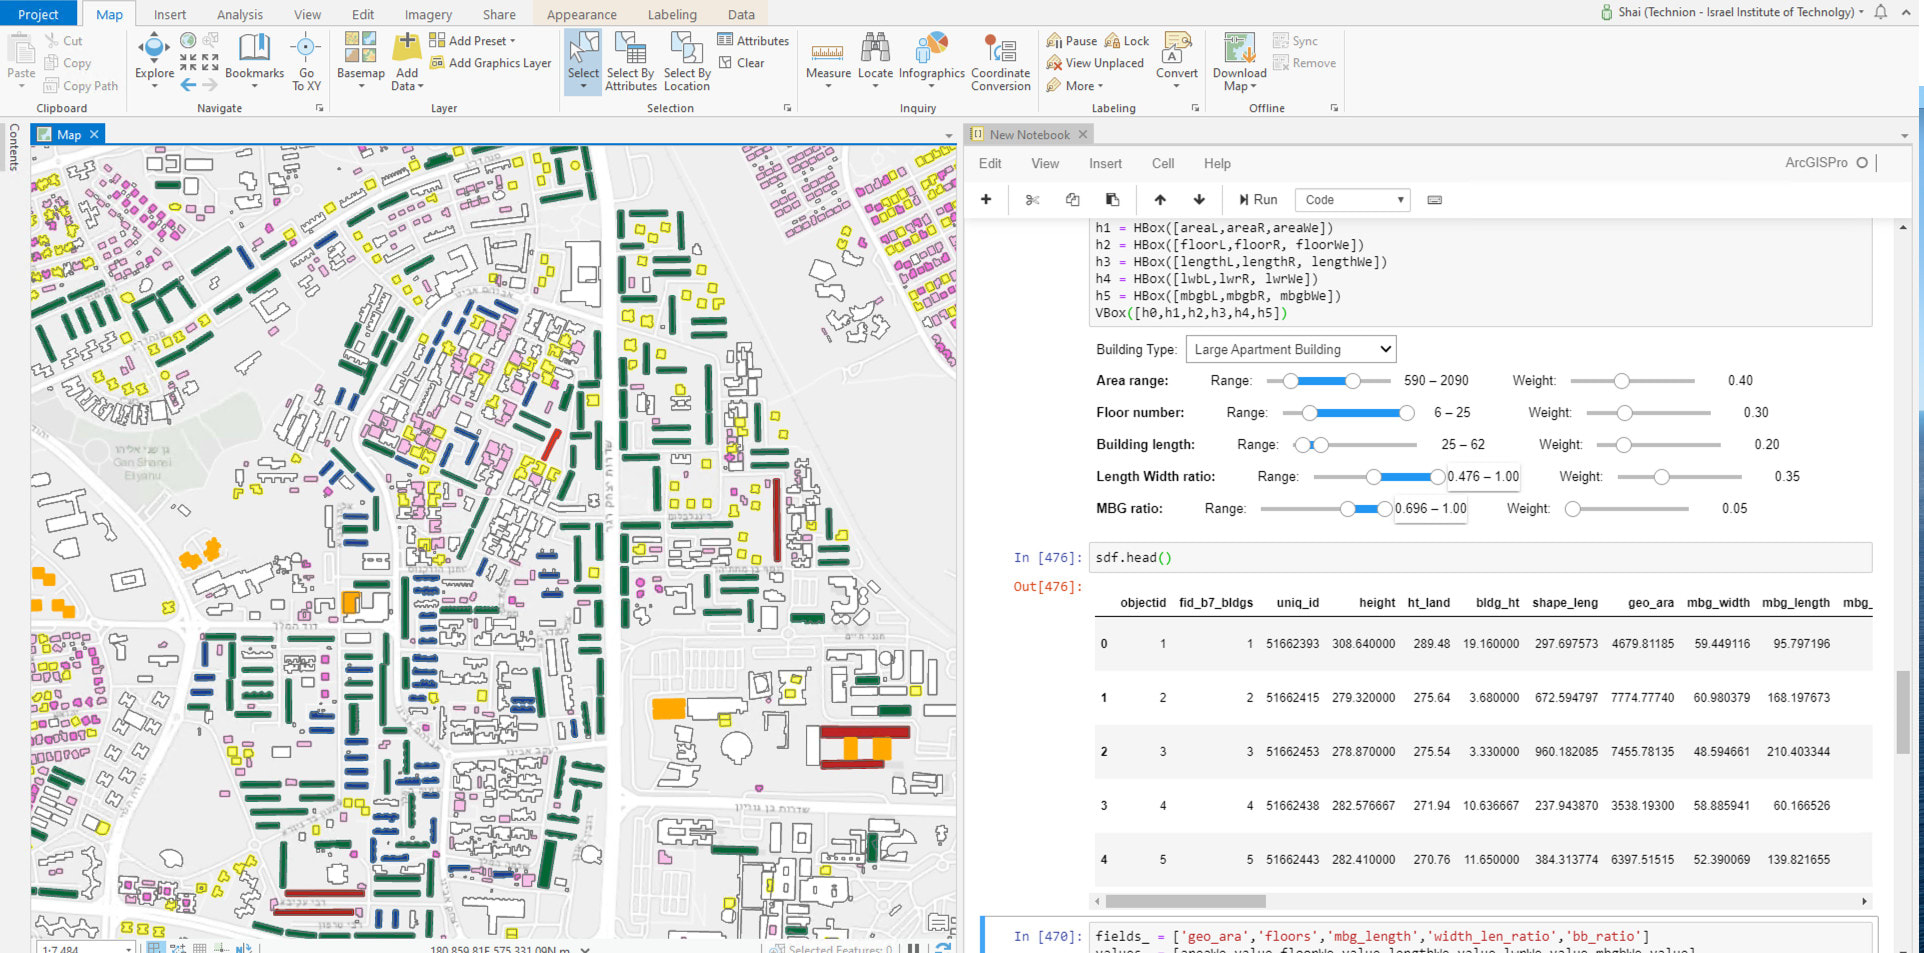 Project Map Insert Analysis View Edit Imagery Share Appearance Labeling Data
Shai (Technion - Israel Institute of Technolgy)
Paste
Cut
Copy
Copy Path
Clipboard
Explore
Bookmarks
Go To XY
Navigate
Basemap
Add Data
Add Preset
Add Graphics Layer
Layer
Select
Select By Attributes
Select By Location
Attributes
Clear
Selection
Measure
Locate
Infographics
Coordinate Conversion
Inquiry
Pause
Lock
View Unplaced
More
Convert
Labeling
Download Map
Sync
Remove
Offline
Contents
Map
גן שני אליהו
Gan Shanei
Eliyahu
דוד המלך
שדרות יצחק רגר
שדרות בן גוריון
1:7,484
180,859.81E 575,331.09N m
Selected Features: 0
New Notebook
Edit View Insert Cell Help
ArcGISPro
Run
Code
h1 = HBox([areaL,areaR,areaWe])
h2 = HBox([floorL,floorR, floorWe])
h3 = HBox([lengthL,lengthR, lengthWe])
h4 = HBox([lwbL,lwrR, lwrWe])
h5 = HBox([mbgbL,mbgbR, mbgbWe])
VBox([h0,h1,h2,h3,h4,h5])
Building Type: Large Apartment Building
Area range: Range: 590 – 2090 Weight: 0.40
Floor number: Range: 6 – 25 Weight: 0.30
Building length: Range: 25 – 62 Weight: 0.20
Length Width ratio: Range: 0.476 – 1.00 Weight: 0.35
MBG ratio: Range: 0.696 – 1.00 Weight: 0.05
In [476]: sdf.head()
Out[476]:
objectid fid_b7_bldgs uniq_id height ht_land bldg_ht shape_leng geo_ara mbg_width mbg_length mbg_
0 1 1 51662393 308.640000 289.48 19.160000 297.697573 4679.81185 59.449116 95.797196
1 2 2 51662415 279.320000 275.64 3.680000 672.594797 7774.77740 60.980379 168.197673
2 3 3 51662453 278.870000 275.54 3.330000 960.182085 7455.78135 48.594661 210.403344
3 4 4 51662438 282.576667 271.94 10.636667 237.943870 3538.19300 58.885941 60.166526
4 5 5 51662443 282.410000 270.76 11.650000 384.313774 6397.51515 52.390069 139.821655
In [470]: fields_ = ['geo_ara','floors','mbg_length','width_len_ratio','bb_ratio']